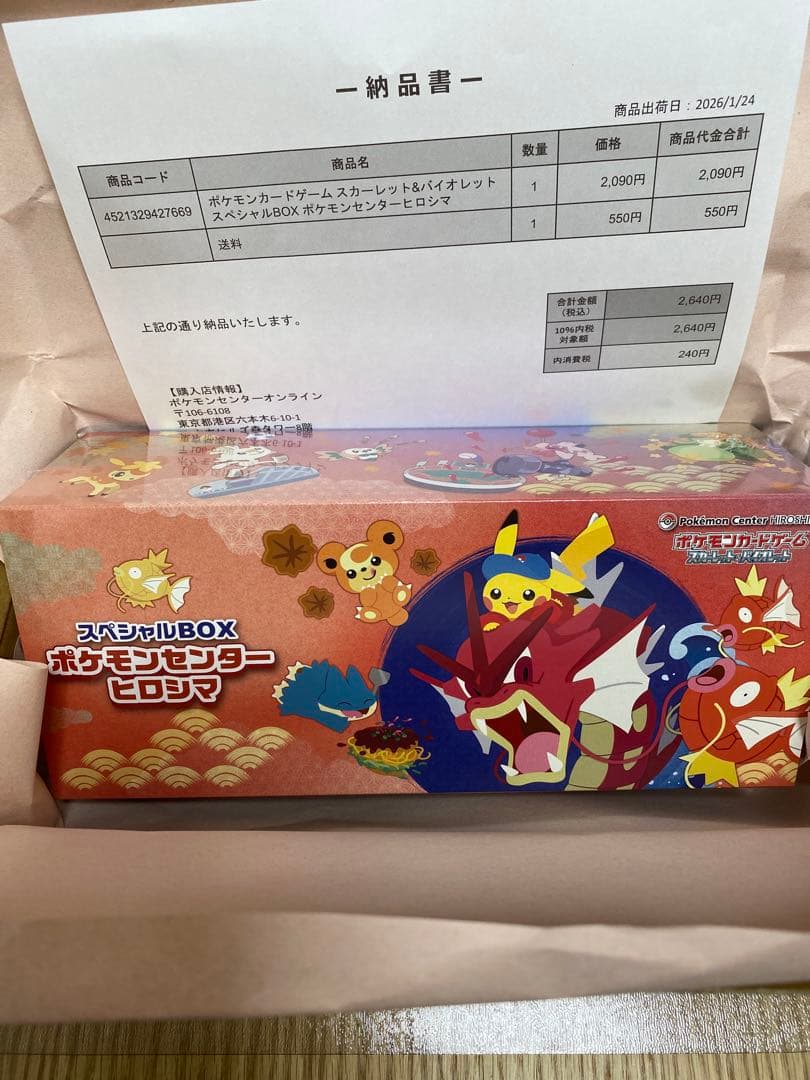 ー納品書ー
商品出荷日：2026/1/24
商品コード 商品名 数量 価格 商品代金合計
4521329427669 ポケモンカードゲーム スカーレット&バイオレット スペシャルBOX ポケモンセンターヒロシマ 1 2,090円 2,090円
送料 1 550円 550円
合計金額（税込） 2,640円
10%内税対象額 2,640円
内消費税 240円
上記の通り納品いたします。
【購入店情報】
ポケモンセンターオンライン
〒106-6108
東京都港区六本木6-10-1
Pokémon Center HIROSHI
ポケモンカードゲーム
スカーレット&バイオレット
スペシャルBOX
ポケモンセンター
ヒロシマ